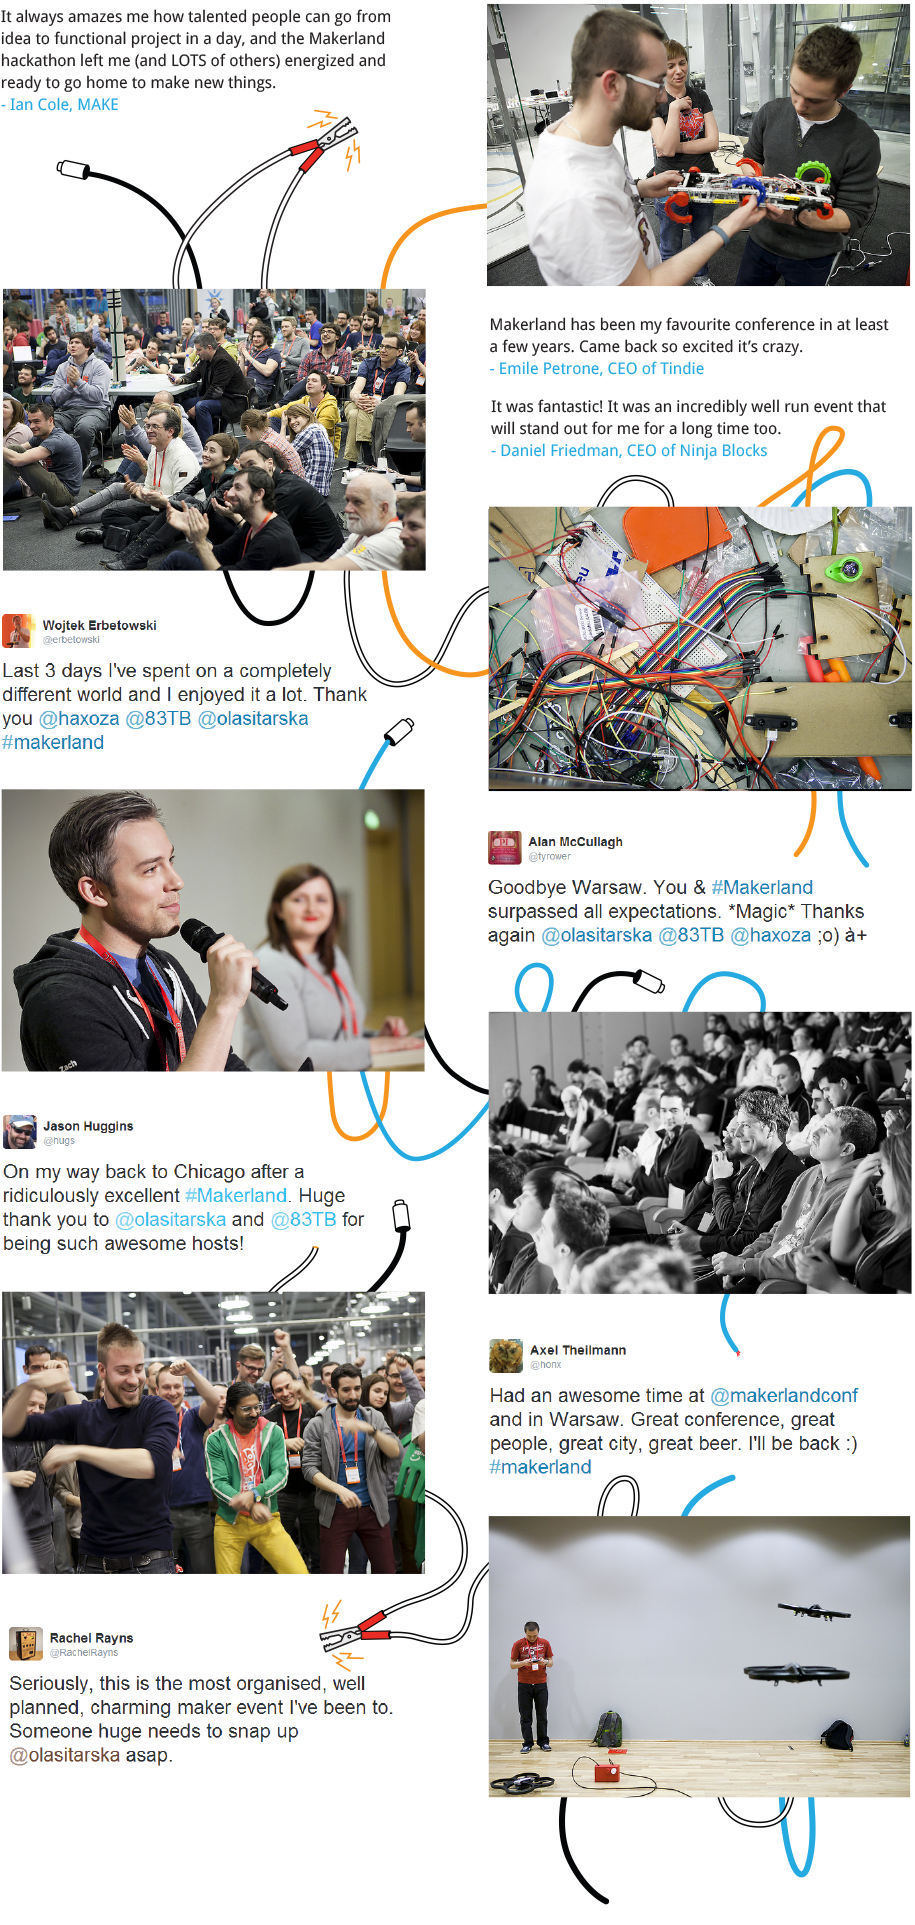 It always amazes me how talented people can go from
idea to functional project in a day, and the Makerland
hackathon left me (and LOTS of others) energized and
ready to go home to make new things.
- Ian Cole, MAKE
Makerland has been my favourite conference in at least
a few years. Came back so excited it's crazy.
- Emile Petrone, CEO of Tindie
It was fantastic! It was an incredibly well run event that
will stand out for me for a long time too.
- Daniel Friedman, CEO of Ninja Blocks
Wojtek Erbetowski
@erbetowski
Last 3 days I've spent on a completely
different world and I enjoyed it a lot. Thank
you @haxoza @83TB @olasitarska
#makerland
Alan McCullagh
@tyrower
Goodbye Warsaw. You & #Makerland
surpassed all expectations. *Magic* Thanks
again @olasitarska @83TB @haxoza ;o) à+
Zach
Jason Huggins
@hugs
On my way back to Chicago after a
ridiculously excellent #Makerland. Huge
thank you to @olasitarska and @83TB for
being such awesome hosts!
Axel Theilmann
@honx
Had an awesome time at @makerlandconf
and in Warsaw. Great conference, great
people, great city, great beer. I'll be back :)
#makerland
Rachel Rayns
@RachelRayns
Seriously, this is the most organised, well
planned, charming maker event I've been to.
Someone huge needs to snap up
@olasitarska asap.